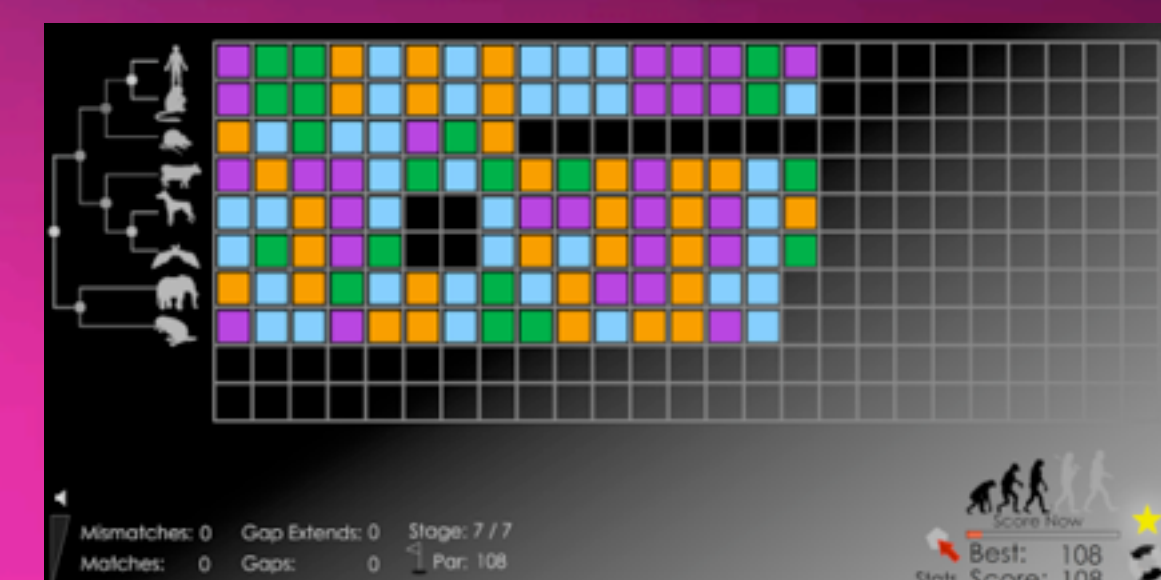 Mismatches: 0 Gap Extends: 0 Stage: 7 / 7
Matches: 0 Gaps: 0 Par: 108
Score Now
Best: 108
Stats Score: 108